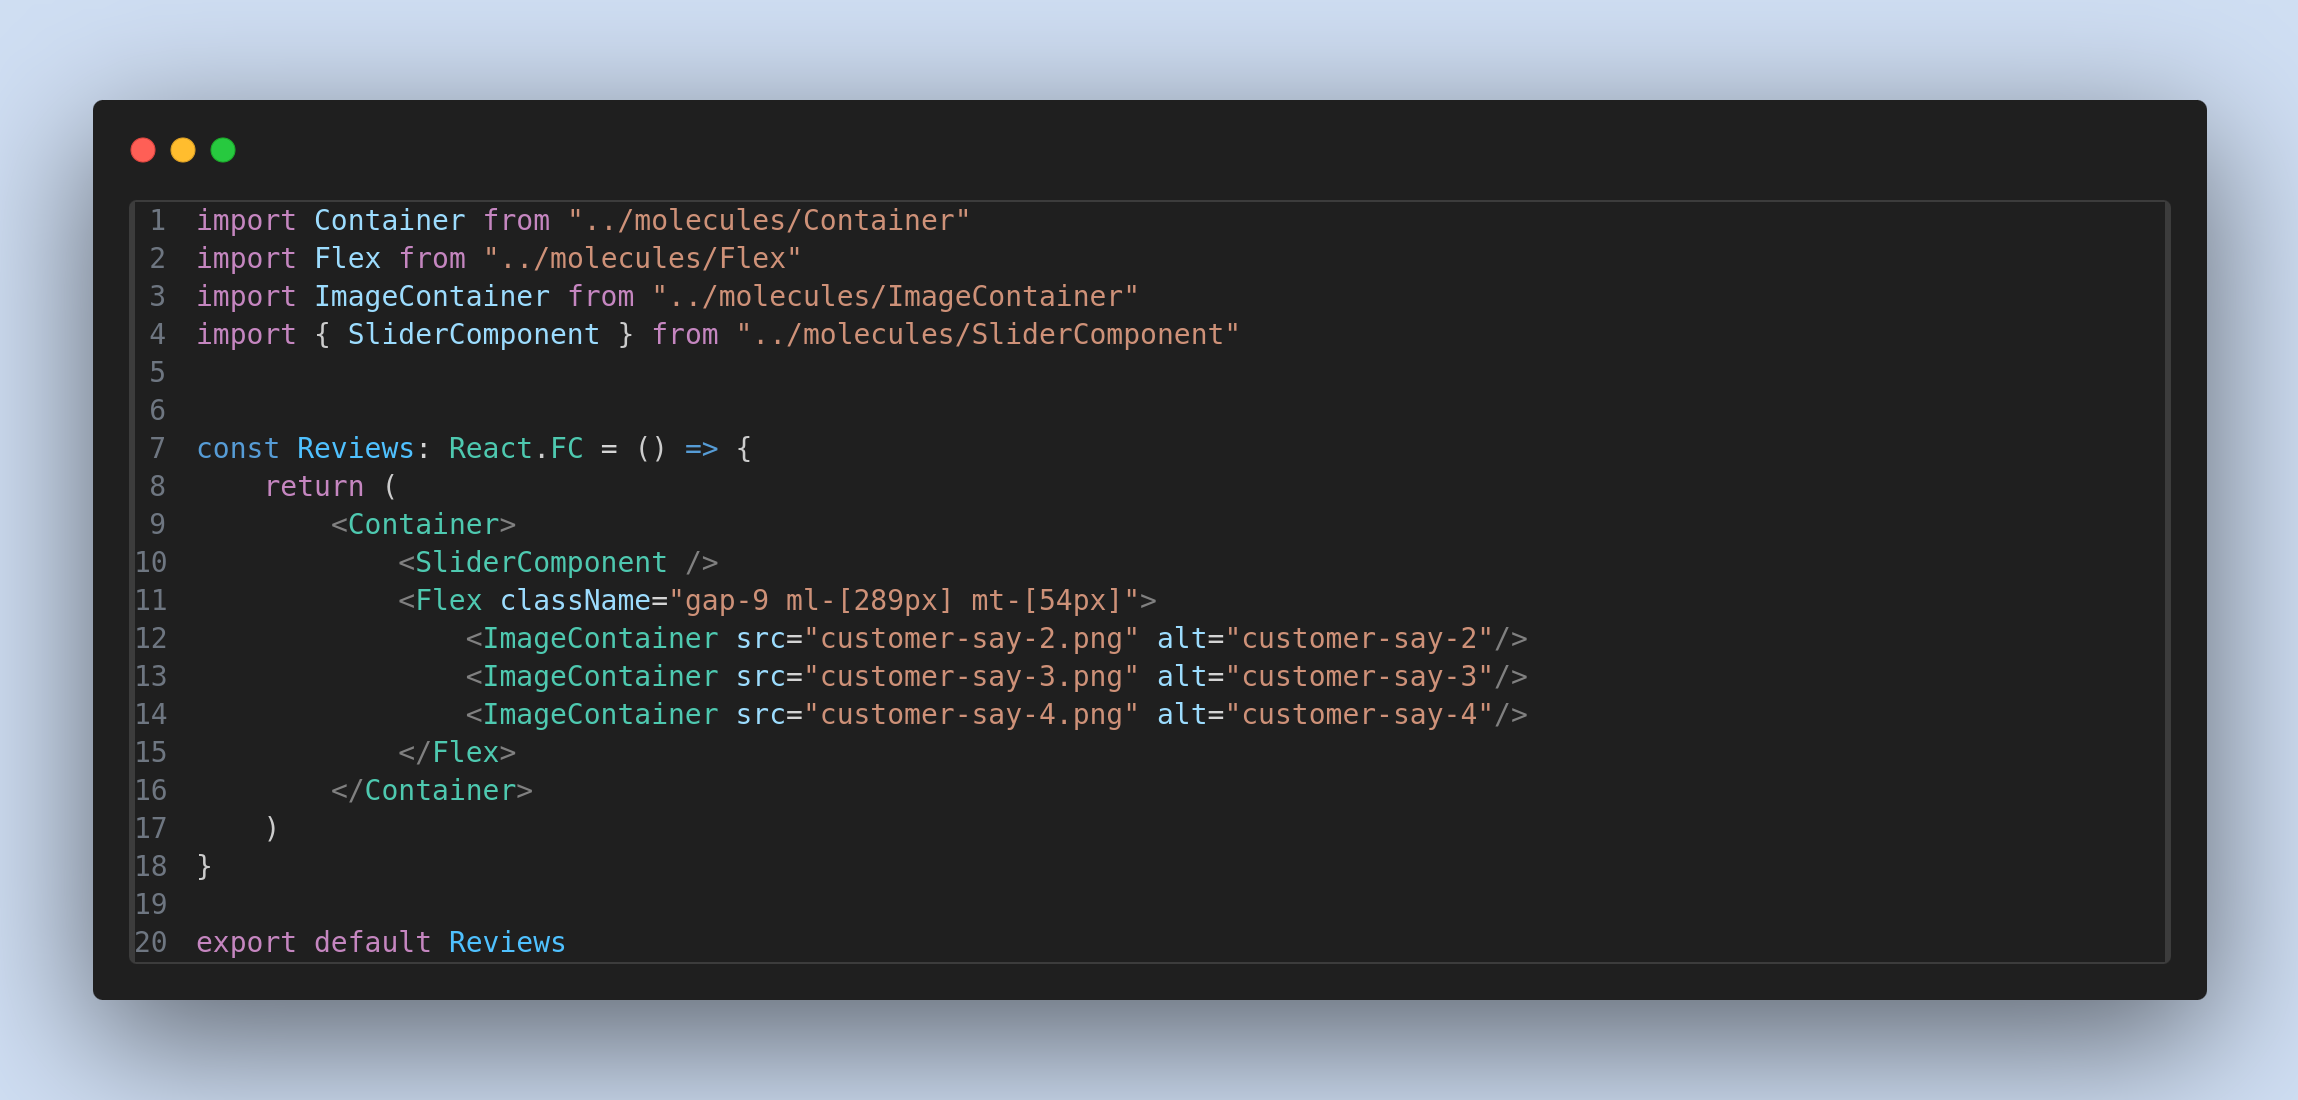 1 import Container from "../molecules/Container"
2 import Flex from "../molecules/Flex"
3 import ImageContainer from "../molecules/ImageContainer"
4 import { SliderComponent } from "../molecules/SliderComponent"
5
6
7 const Reviews: React.FC = () => {
8     return (
9         <Container>
10             <SliderComponent />
11             <Flex className="gap-9 ml-[289px] mt-[54px]">
12                 <ImageContainer src="customer-say-2.png" alt="customer-say-2"/>
13                 <ImageContainer src="customer-say-3.png" alt="customer-say-3"/>
14                 <ImageContainer src="customer-say-4.png" alt="customer-say-4"/>
15             </Flex>
16         </Container>
17     )
18 }
19
20 export default Reviews